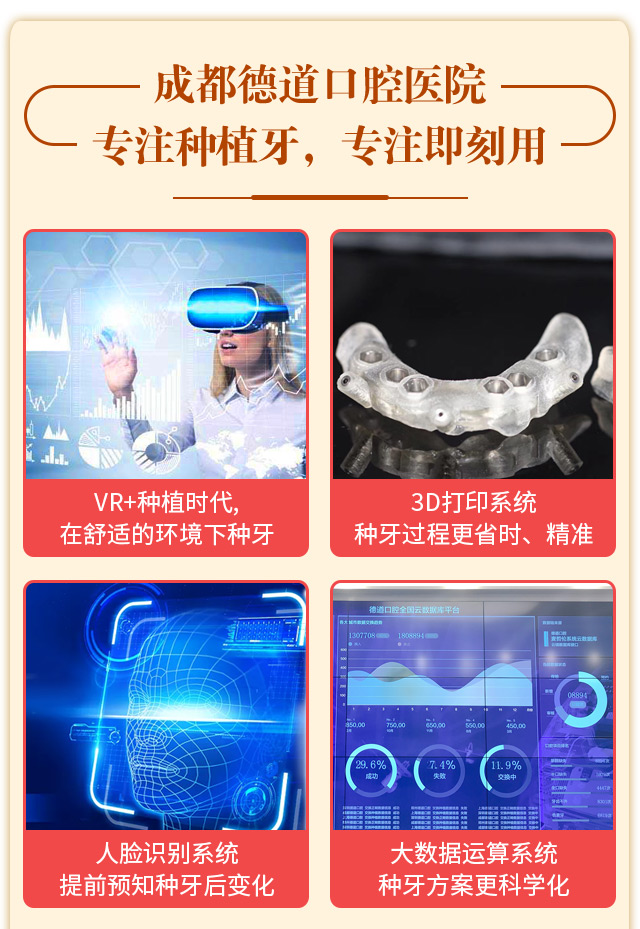 成都德道口腔医院
专注种植牙，专注即刻用
VR+种植时代,
在舒适的环境下种牙
3D打印系统
种牙过程更省时、精准
德道口腔全国云数据库平台
29.6%
成功
7.4%
失败
11.9%
交换中
08894
人脸识别系统
提前预知种牙后变化
大数据运算系统
种牙方案更科学化